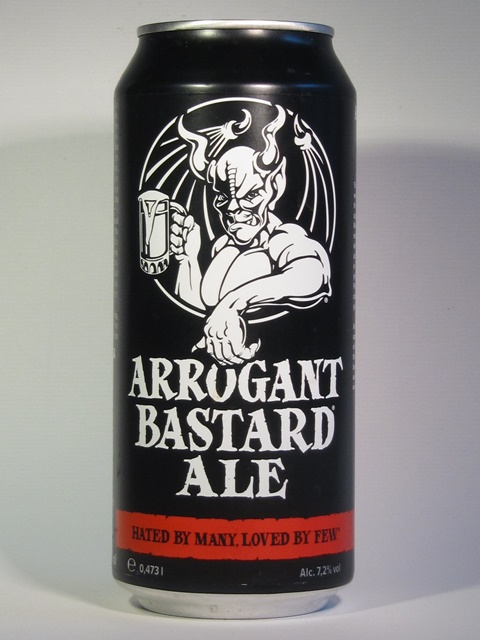 ARROGANT
BASTARD
ALE
HATED BY MANY. LOVED BY FEW
℮ 0,473 l
Alc. 7,2% vol